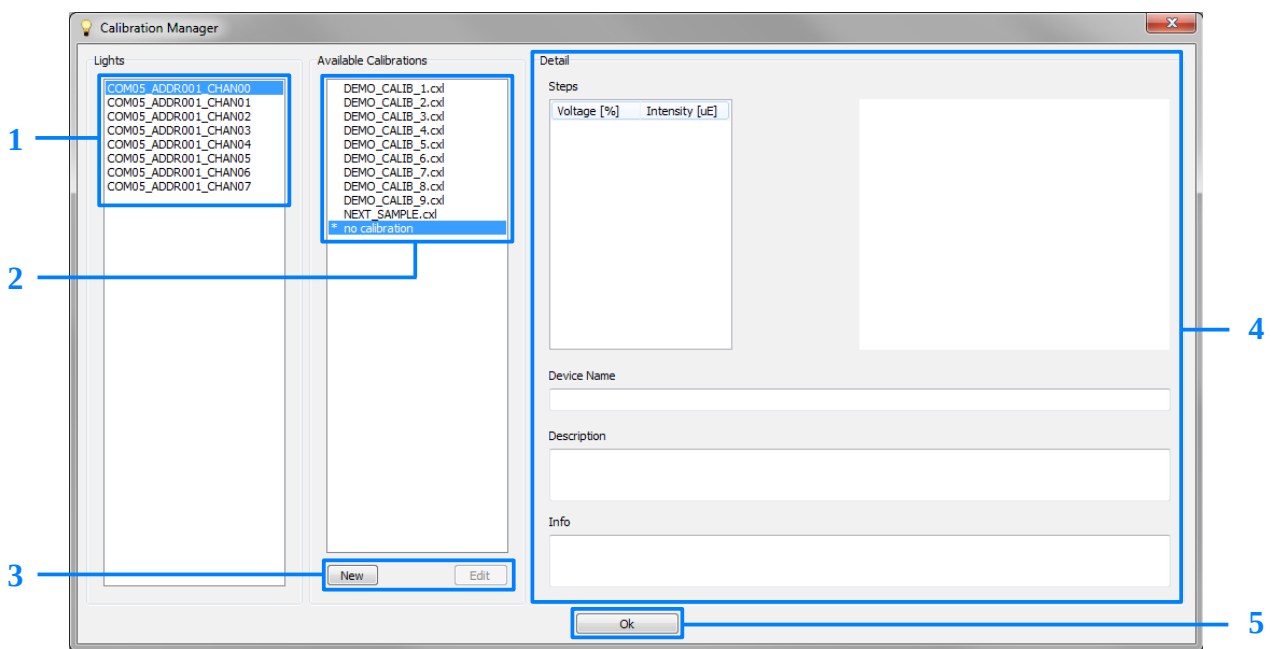 Calibration Manager
x
Lights
COM05_ADDR001_CHAN00
COM05_ADDR001_CHAN01
COM05_ADDR001_CHAN02
COM05_ADDR001_CHAN03
COM05_ADDR001_CHAN04
COM05_ADDR001_CHAN05
COM05_ADDR001_CHAN06
COM05_ADDR001_CHAN07
1
Available Calibrations
DEMO_CALIB_1.cxl
DEMO_CALIB_2.cxl
DEMO_CALIB_3.cxl
DEMO_CALIB_4.cxl
DEMO_CALIB_5.cxl
DEMO_CALIB_6.cxl
DEMO_CALIB_7.cxl
DEMO_CALIB_8.cxl
DEMO_CALIB_9.cxl
NEXT_SAMPLE.cxl
* no calibration
2
New Edit
3
Detail
Steps
Voltage [%] Intensity [uE]
4
Device Name
Description
Info
Ok
5